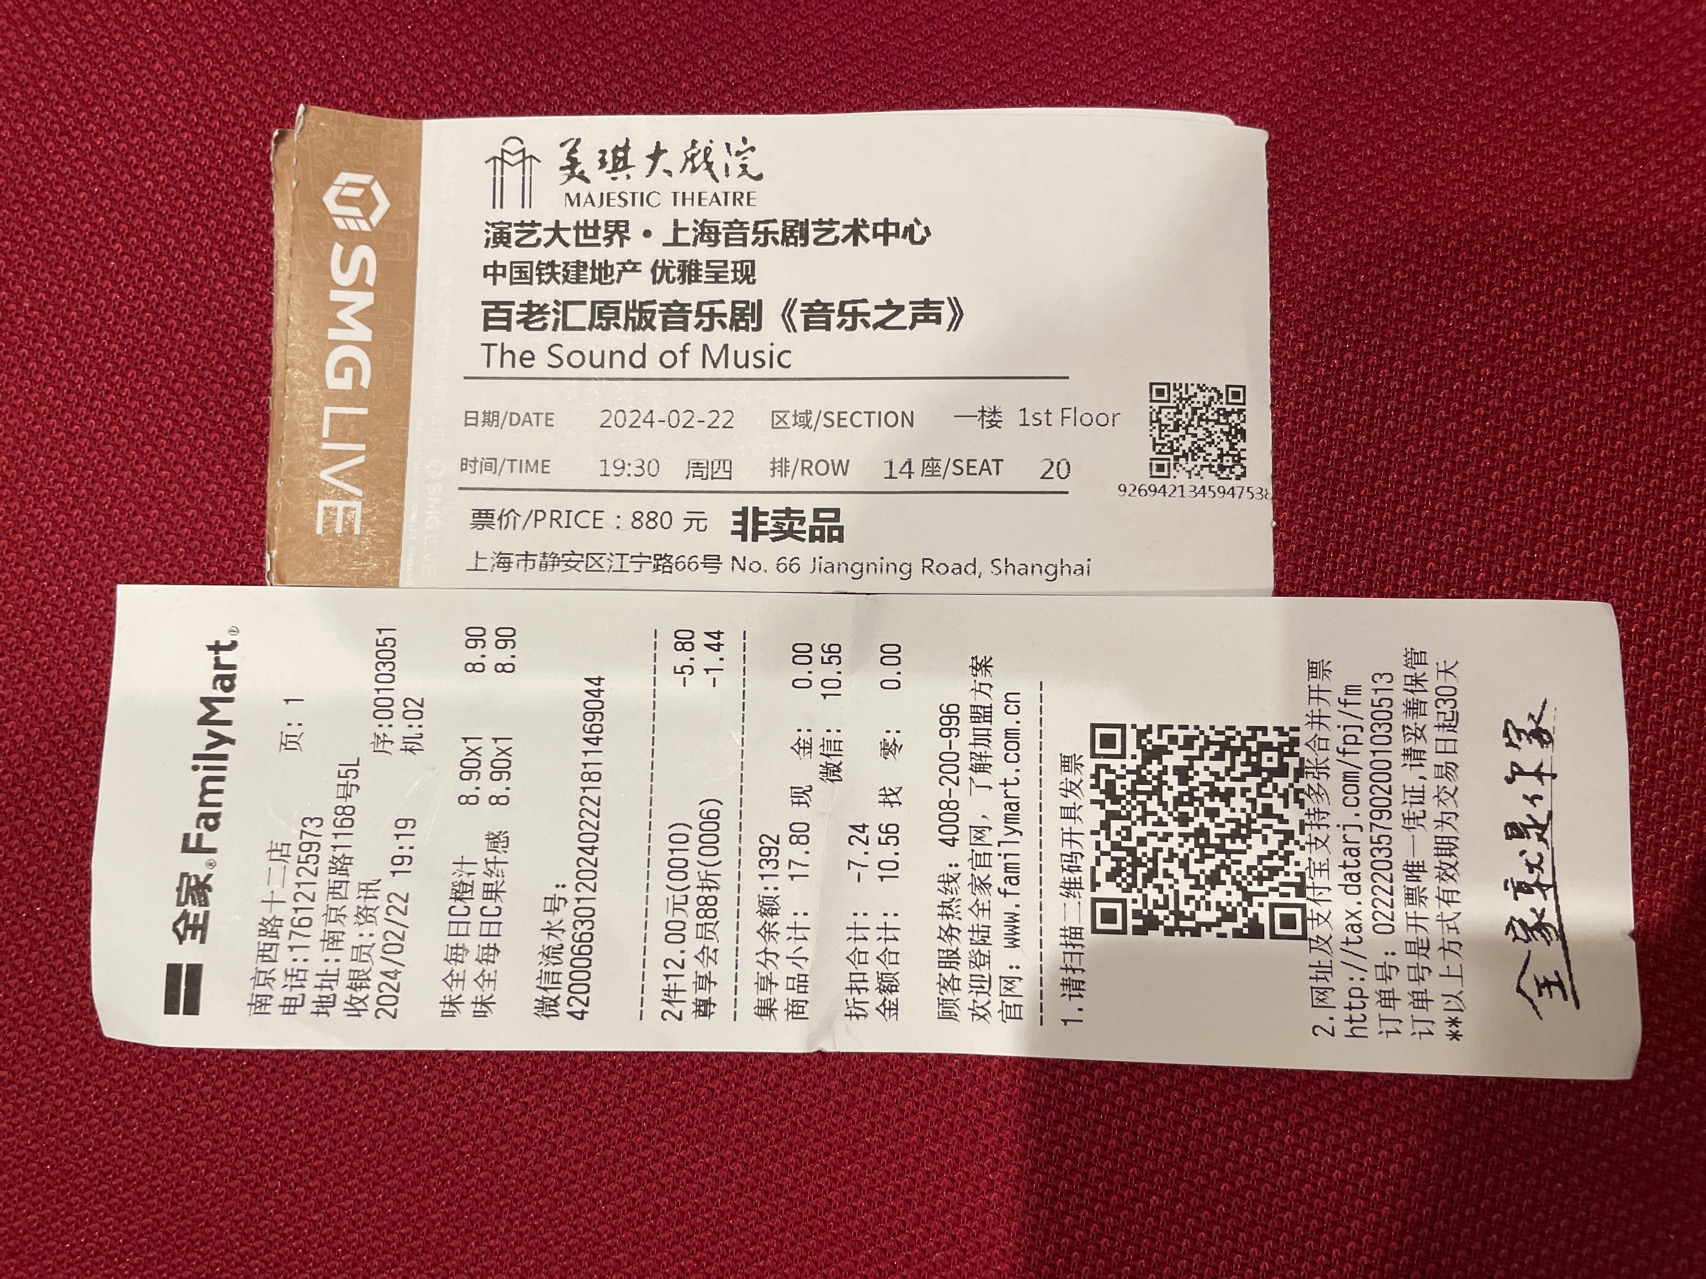 SMG LIVE
美琪大戏院
MAJESTIC THEATRE
演艺大世界·上海音乐剧艺术中心
中国铁建地产 优雅呈现
百老汇原版音乐剧《音乐之声》
The Sound of Music
日期/DATE 2024-02-22 区域/SECTION 一楼 1st Floor
时间/TIME 19:30 周四 排/ROW 14 座/SEAT 20
票价/PRICE：880 元 非卖品
上海市静安区江宁路66号 No. 66 Jiangning Road, Shanghai
9269421345947538
全家®FamilyMart®
南京西路十二店 页: 1
电话:17612125973
地址:南京西路1168号5L
收银员:资讯 序:00103051
2024/02/22 19:19 机:02
味全每日C橙汁 8.90x1 8.90
味全每日C果纤感 8.90x1 8.90
微信流水号:
4200066301202402221811469044
2件12.00元(0010) -5.80
尊享会员88折(0006) -1.44
集享分余额:1392
商品小计: 17.80 现 金: 0.00
微信: 10.56
折扣合计: -7.24
金额合计: 10.56 找 零: 0.00
顾客服务热线: 4008-200-996
欢迎登陆全家官网，了解加盟方案
官网: www.familymart.com.cn
1.请扫描二维码开具发票
2.网址及支付宝支持多张合并开票
http://tax.datarj.com/fpj/fm
订单号: 02222035790200103051​3
订单号是开票唯一凭证,请妥善保管
**以上方式有效期为交易日起30天
全家就是你家